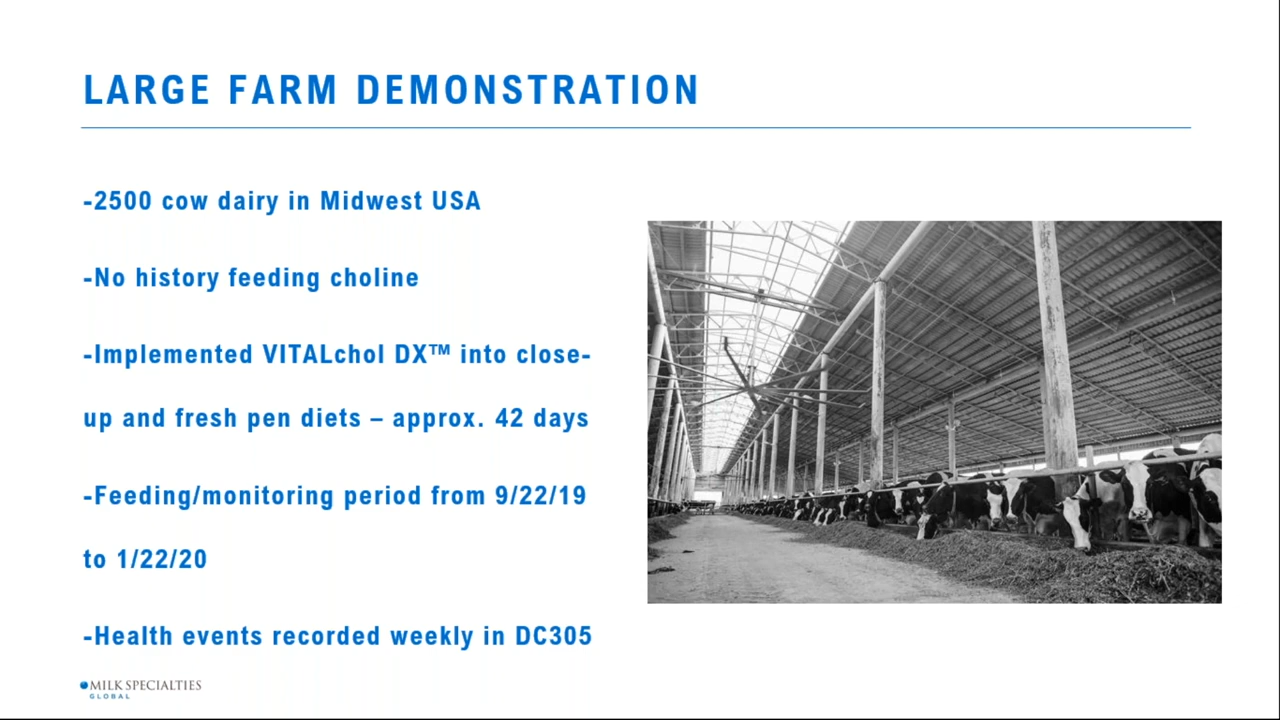 LARGE FARM DEMONSTRATION
-2500 cow dairy in Midwest USA
-No history feeding choline
-Implemented VITALchol DX™ into close-
up and fresh pen diets – approx. 42 days
-Feeding/monitoring period from 9/22/19
to 1/22/20
-Health events recorded weekly in DC305
MILK SPECIALTIES
GLOBAL